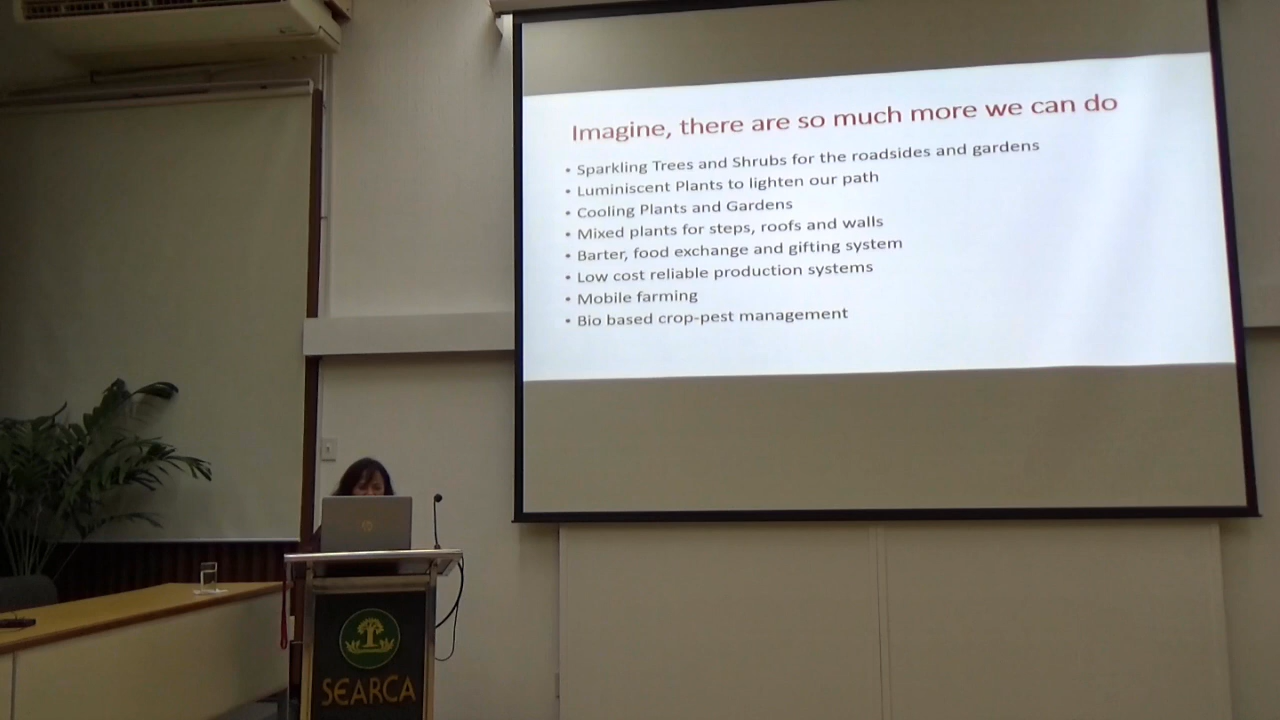 Imagine, there are so much more we can do
• Sparkling Trees and Shrubs for the roadsides and gardens
• Luminiscent Plants to lighten our path
• Cooling Plants and Gardens
• Mixed plants for steps, roofs and walls
• Barter, food exchange and gifting system
• Low cost reliable production systems
• Mobile farming
• Bio based crop-pest management
hp
SEARCA